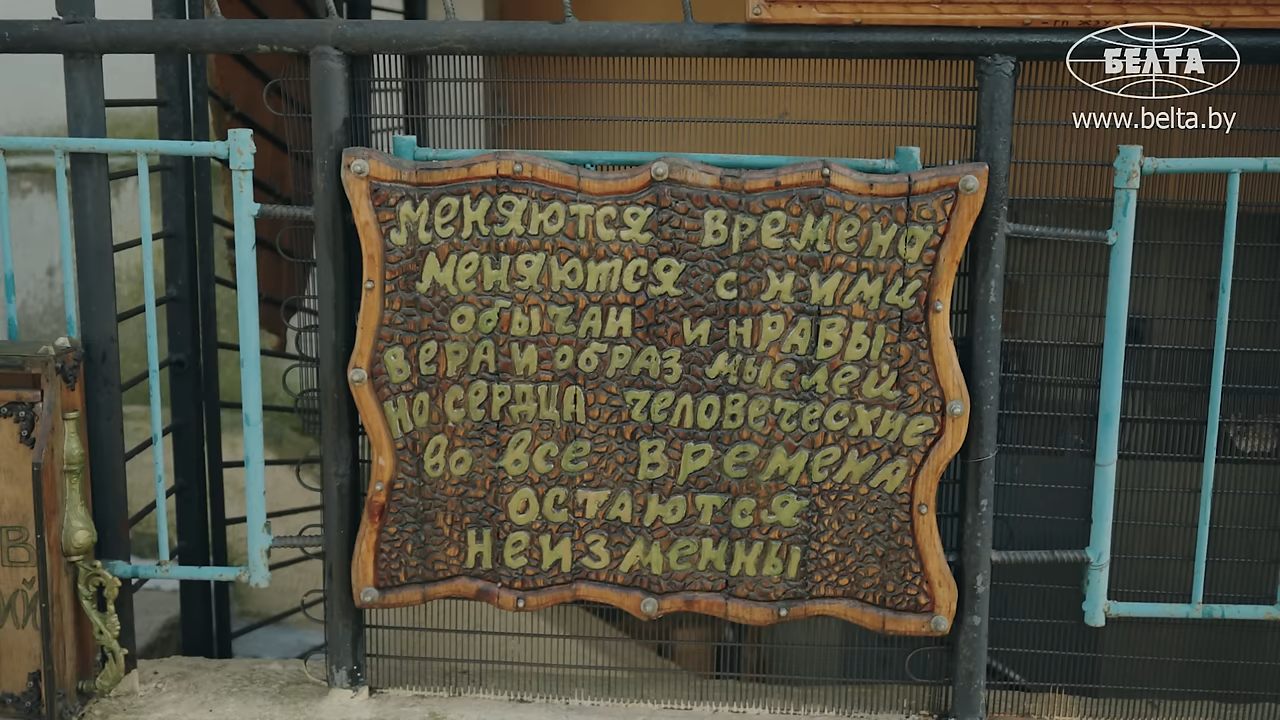 БЕЛТА
www.belta.by
меняются времена
меняются с ними
обычаи и нравы
вера и образ мыслей
но сердца человеческие
во все времена
остаются
неизменны
В
ОЙ